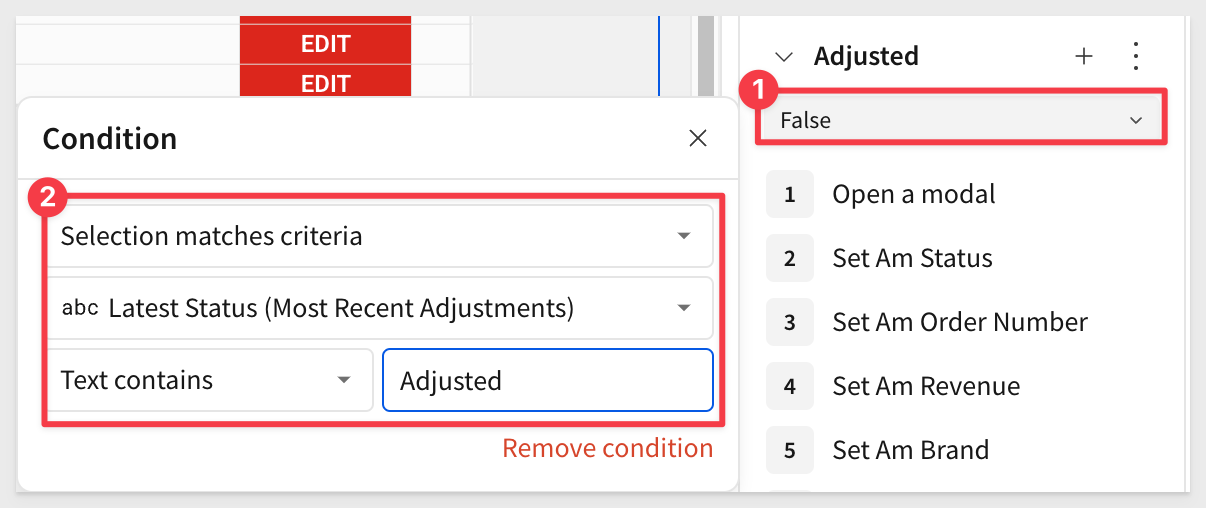 EDIT
EDIT
Condition
2
Selection matches criteria
abc Latest Status (Most Recent Adjustments)
Text contains
Adjusted
Remove condition
Adjusted
1
False
1 Open a modal
2 Set Am Status
3 Set Am Order Number
4 Set Am Revenue
5 Set Am Brand